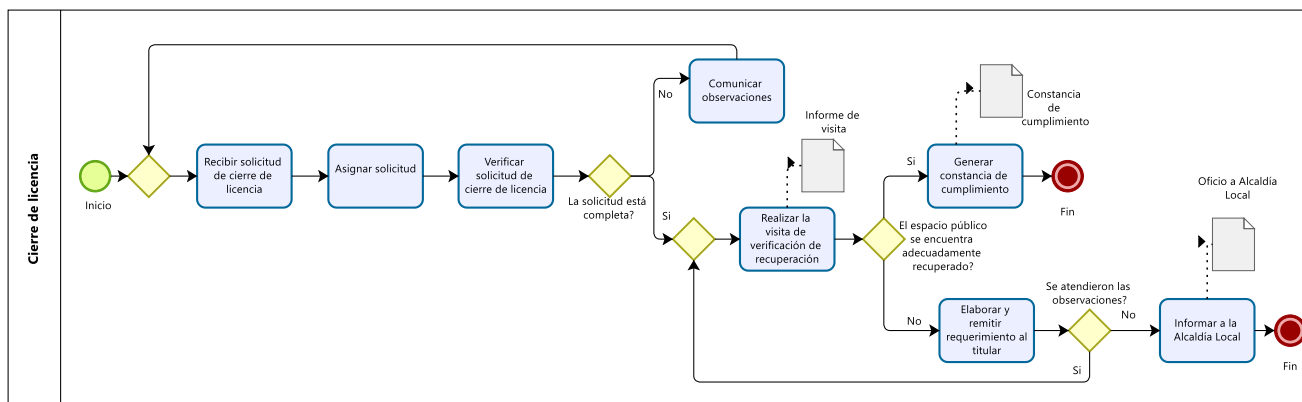 Cierre de licencia
Inicio
Recibir solicitud
de cierre de
licencia
Asignar solicitud
Verificar
solicitud de
cierre de licencia
La solicitud está
completa?
No
Comunicar
observaciones
Si
Informe de
visita
Realizar la
visita de
verificación de
recuperación
El espacio público
se encuentra
adecuadamente
recuperado?
Si
Generar
constancia de
cumplimiento
Constancia
de
cumplimiento
Fin
No
Elaborar y
remitir
requerimiento al
titular
Se atendieron las
observaciones?
No
Si
Informar a la
Alcaldía Local
Oficio a Alcaldía
Local
Fin